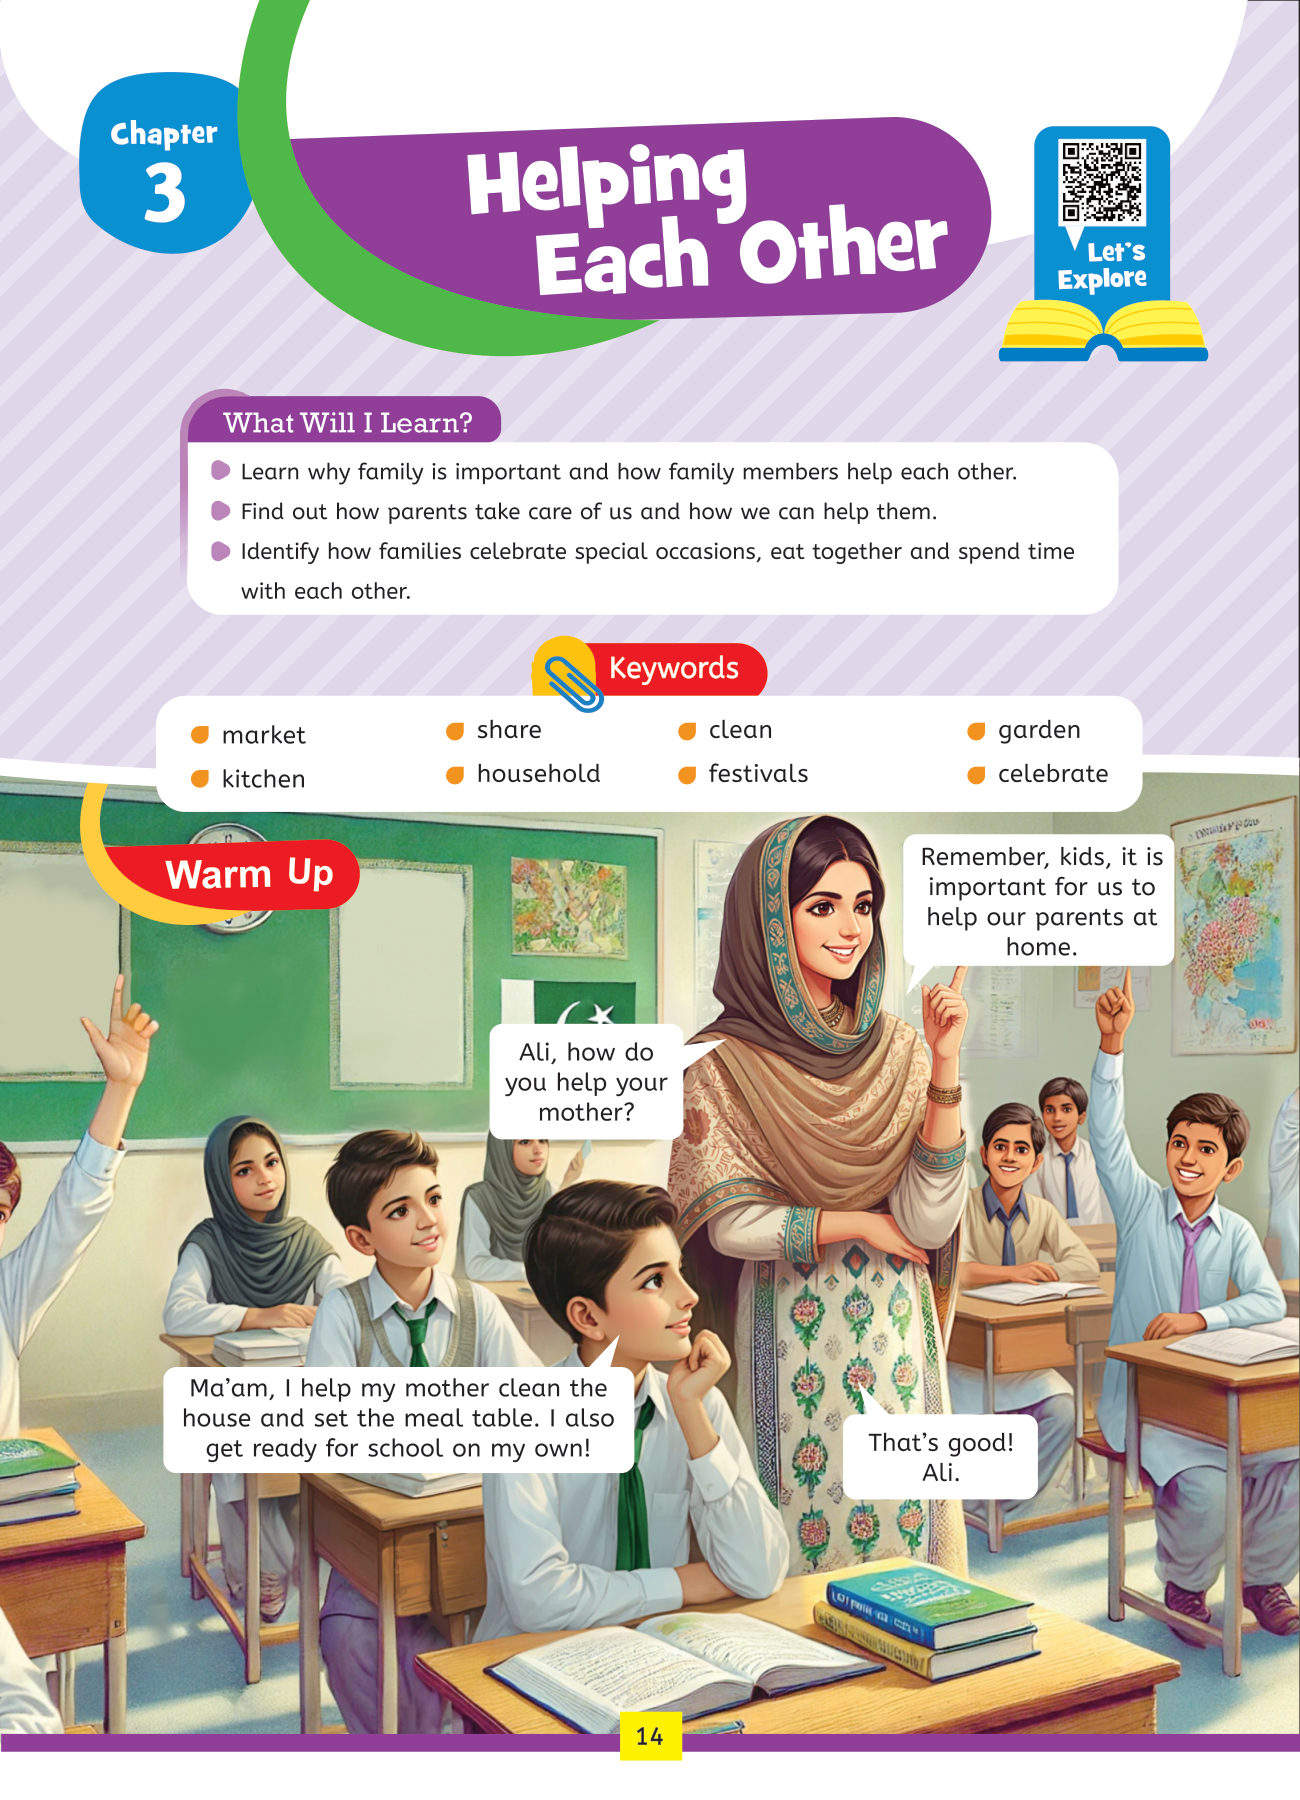 Chapter
3
Helping
Each Other
Let's
Explore
What Will I Learn?
Learn why family is important and how family members help each other.
Find out how parents take care of us and how we can help them.
Identify how families celebrate special occasions, eat together and spend time
with each other.
Keywords
market
share
clean
garden
kitchen
household
festivals
celebrate
Warm Up
Remember, kids, it is
important for us to
help our parents at
home.
Ali, how do
you help your
mother?
Ma'am, I help my mother clean the
house and set the meal table. I also
get ready for school on my own!
That's good!
Ali.
14